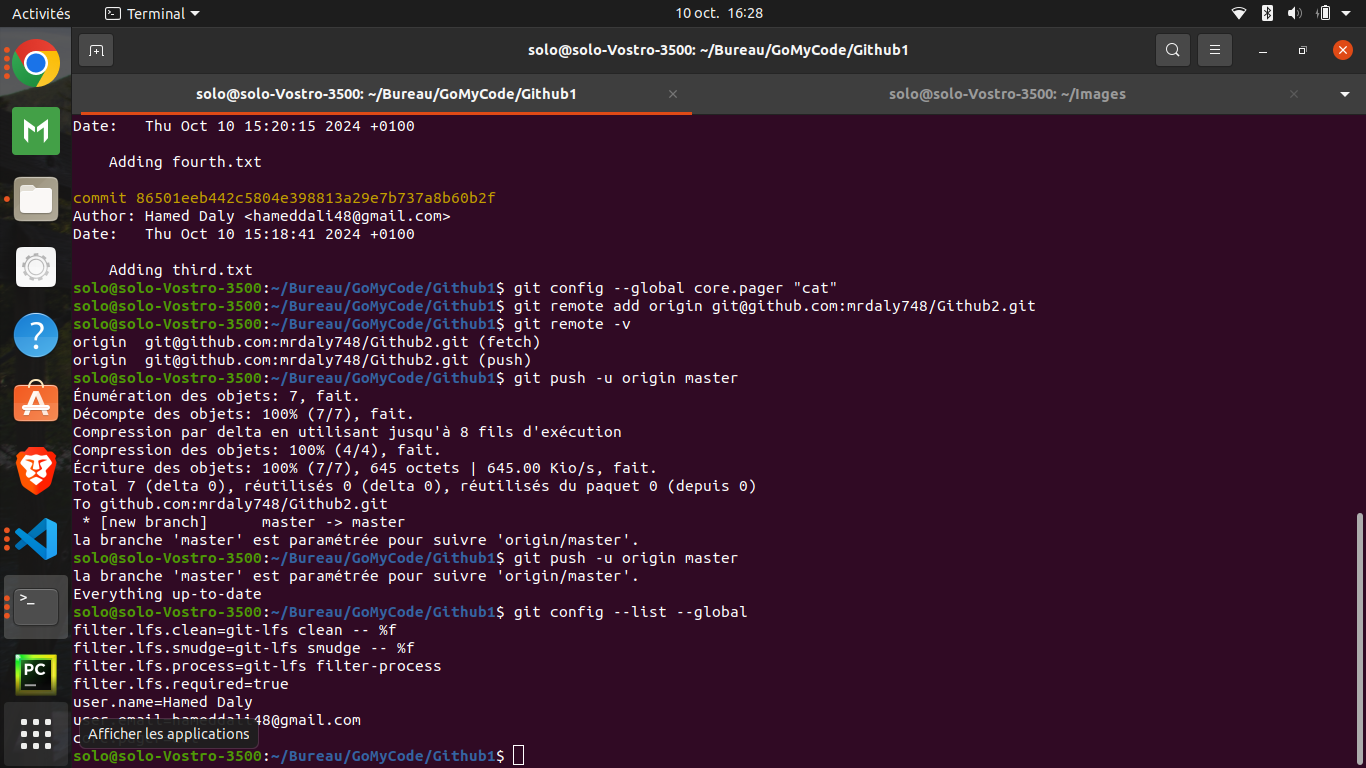 Activités
Terminal
10 oct. 16:28
solo@solo-Vostro-3500: ~/Bureau/GoMyCode/Github1
solo@solo-Vostro-3500: ~/Bureau/GoMyCode/Github1
solo@solo-Vostro-3500: ~/Images
Date:   Thu Oct 10 15:20:15 2024 +0100
    Adding fourth.txt
commit 86501eeb442c5804e398813a29e7b737a8b60b2f
Author: Hamed Daly <hameddali48@gmail.com>
Date:   Thu Oct 10 15:18:41 2024 +0100
    Adding third.txt
solo@solo-Vostro-3500:~/Bureau/GoMyCode/Github1$ git config --global core.pager "cat"
solo@solo-Vostro-3500:~/Bureau/GoMyCode/Github1$ git remote add origin git@github.com:mrdaly748/Github2.git
solo@solo-Vostro-3500:~/Bureau/GoMyCode/Github1$ git remote -v
origin  git@github.com:mrdaly748/Github2.git (fetch)
origin  git@github.com:mrdaly748/Github2.git (push)
solo@solo-Vostro-3500:~/Bureau/GoMyCode/Github1$ git push -u origin master
Énumération des objets: 7, fait.
Décompte des objets: 100% (7/7), fait.
Compression par delta en utilisant jusqu'à 8 fils d'exécution
Compression des objets: 100% (4/4), fait.
Écriture des objets: 100% (7/7), 645 octets | 645.00 Kio/s, fait.
Total 7 (delta 0), réutilisés 0 (delta 0), réutilisés du paquet 0 (depuis 0)
To github.com:mrdaly748/Github2.git
 * [new branch]      master -> master
la branche 'master' est paramétrée pour suivre 'origin/master'.
solo@solo-Vostro-3500:~/Bureau/GoMyCode/Github1$ git push -u origin master
la branche 'master' est paramétrée pour suivre 'origin/master'.
Everything up-to-date
solo@solo-Vostro-3500:~/Bureau/GoMyCode/Github1$ git config --list --global
filter.lfs.clean=git-lfs clean -- %f
filter.lfs.smudge=git-lfs smudge -- %f
filter.lfs.process=git-lfs filter-process
filter.lfs.required=true
user.name=Hamed Daly
user.email=hameddali48@gmail.com
Afficher les applications
solo@solo-Vostro-3500:~/Bureau/GoMyCode/Github1$
PC